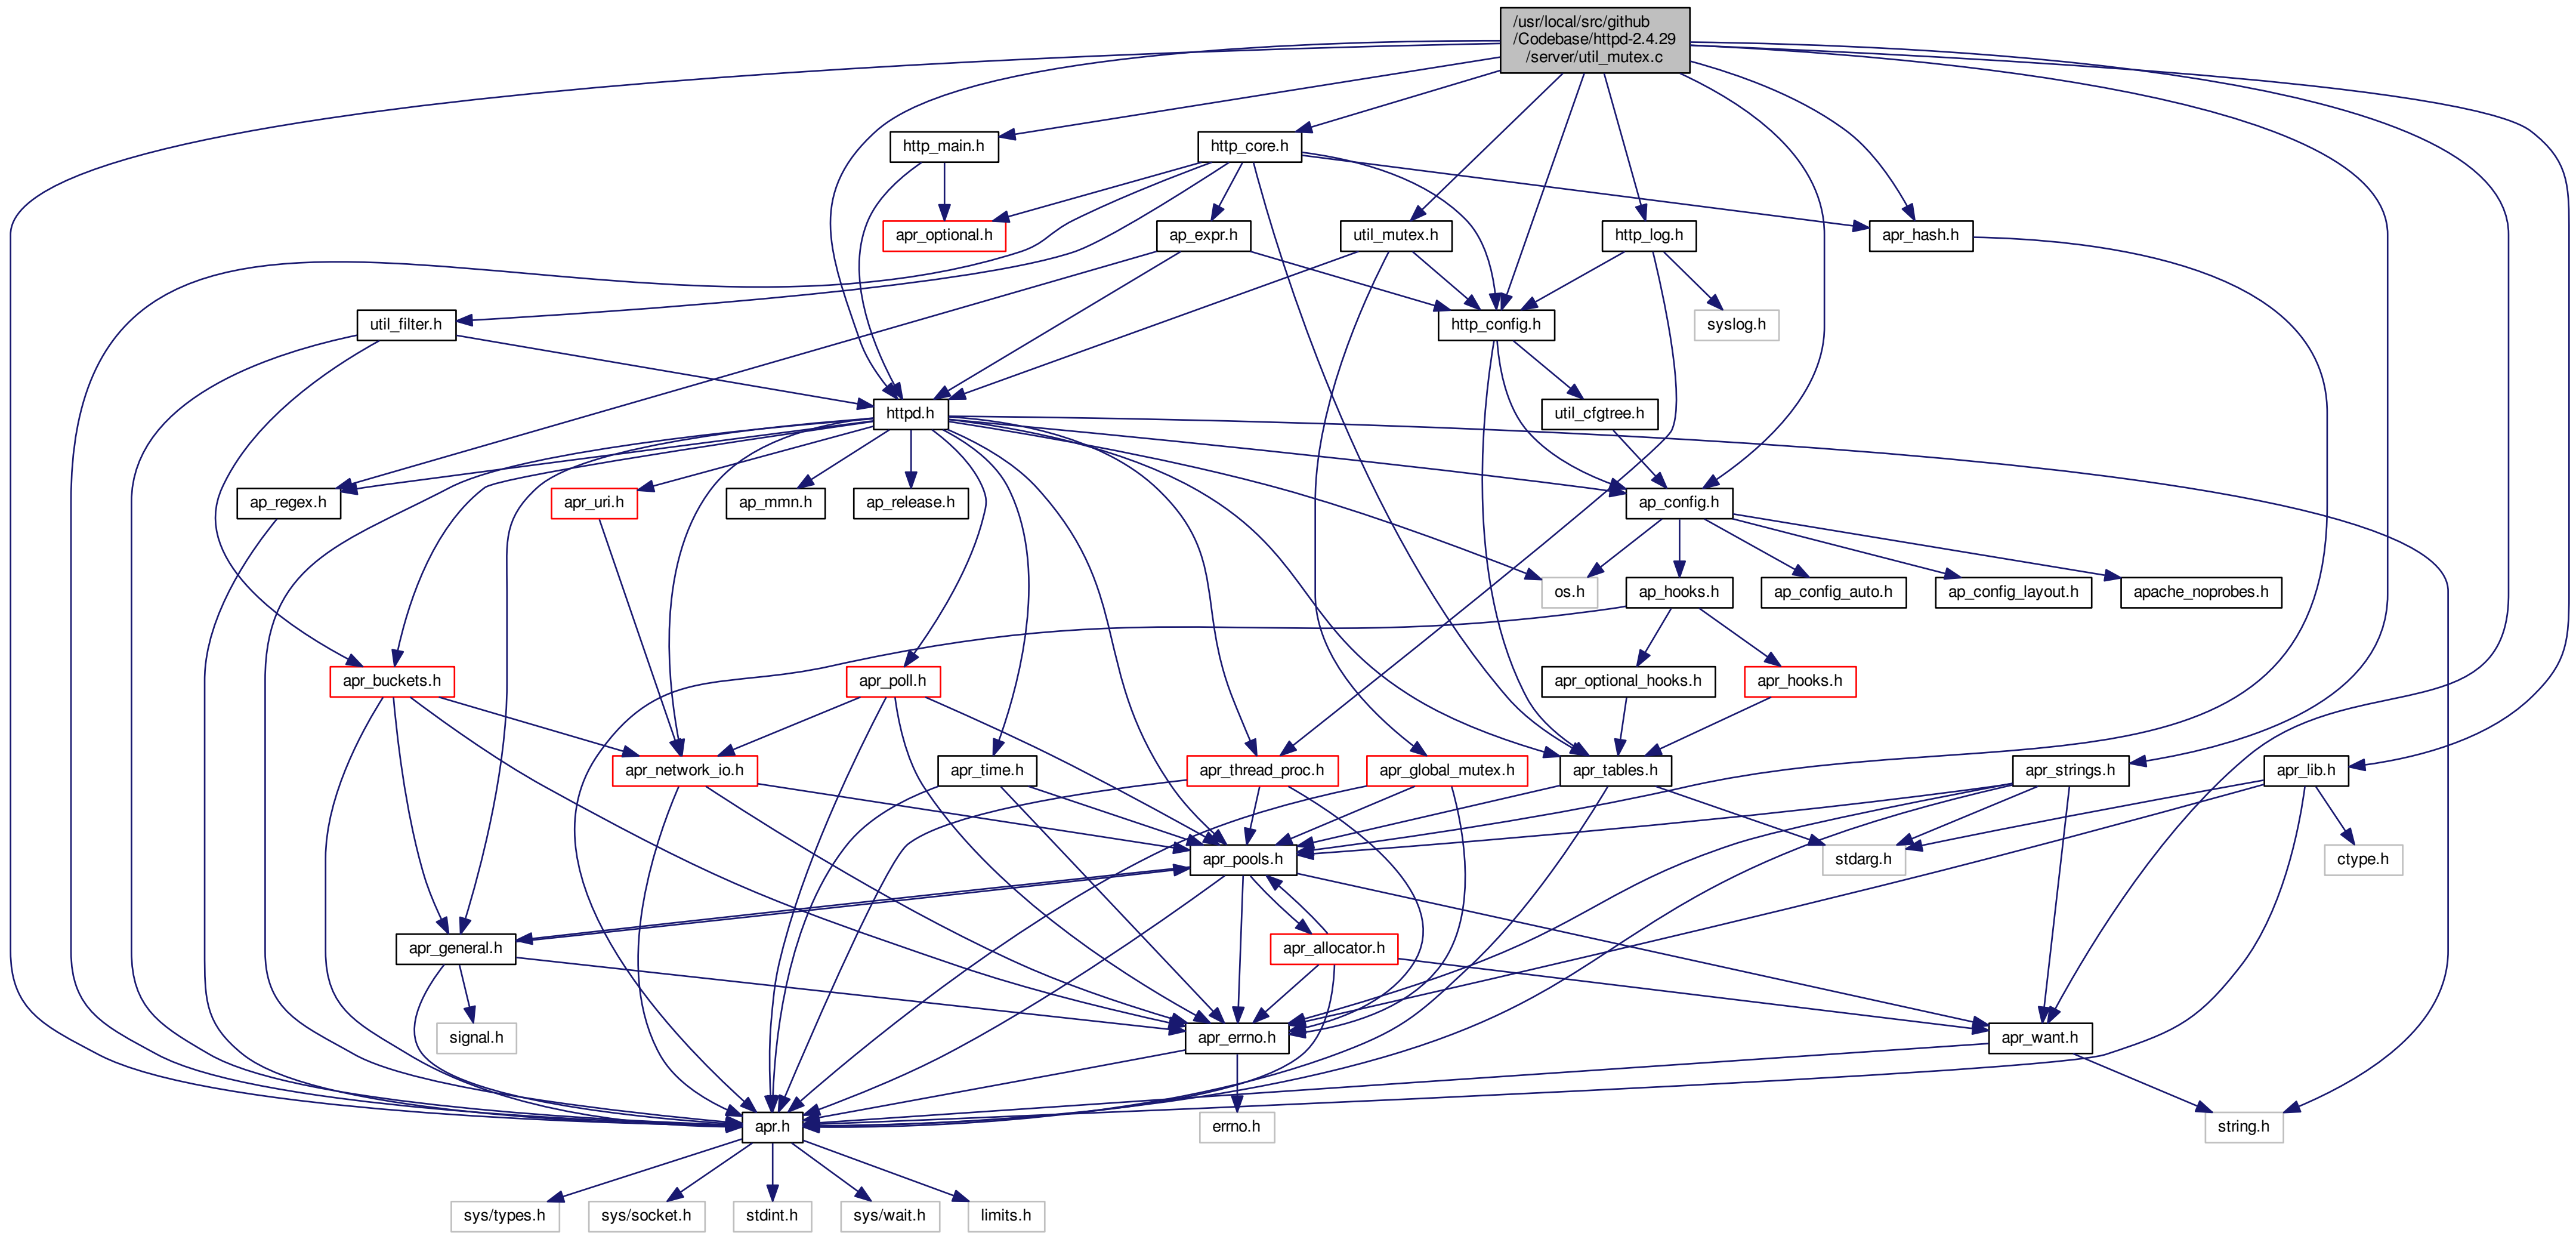 /usr/local/src/github
/Codebase/httpd-2.4.29
/server/util_mutex.c
http_main.h
http_core.h
apr_optional.h
ap_expr.h
util_mutex.h
http_log.h
apr_hash.h
util_filter.h
http_config.h
syslog.h
httpd.h
util_cfgtree.h
ap_regex.h
apr_uri.h
ap_mmn.h
ap_release.h
ap_config.h
os.h
ap_hooks.h
ap_config_auto.h
ap_config_layout.h
apache_noprobes.h
apr_buckets.h
apr_poll.h
apr_optional_hooks.h
apr_hooks.h
apr_network_io.h
apr_time.h
apr_thread_proc.h
apr_global_mutex.h
apr_tables.h
apr_strings.h
apr_lib.h
apr_pools.h
stdarg.h
ctype.h
apr_general.h
apr_allocator.h
signal.h
apr_errno.h
apr_want.h
apr.h
errno.h
string.h
sys/types.h
sys/socket.h
stdint.h
sys/wait.h
limits.h